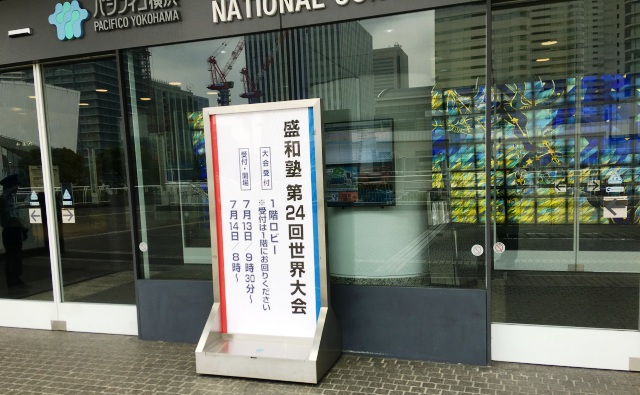 パシフィコ横浜
PACIFICO YOKOHAMA
NATIONAL
盛和塾 第24回世界大会
大会受付
1階ロビー
※受付は1階にお回りください
受付・開場
7月13日／9時30分〜
7月14日／8時〜